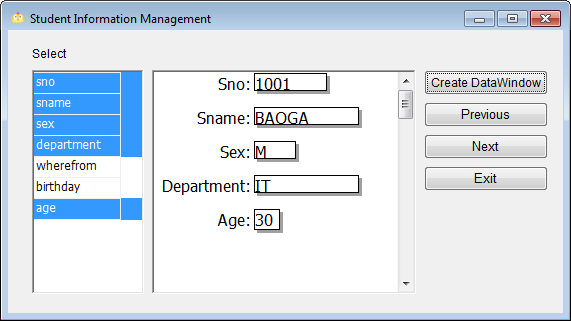 Student Information Management
Select
sno
sname
sex
department
wherefrom
birthday
age
Sno: 1001
Sname: BAOGA
Sex: M
Department: IT
Age: 30
Create DataWindow
Previous
Next
Exit